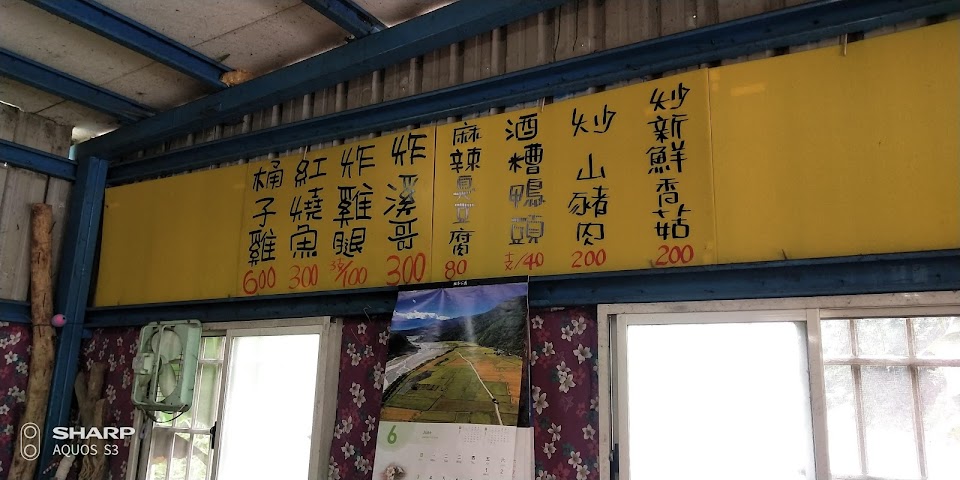 炒新鮮香菇
200
炒山豬肉
200
酒糟鴨頭
支/40
麻辣臭豆腐
80
炸溪哥
300
炸雞腿
100
紅燒魚
300
桶子雞
600
6
SHARP
AQUOS S3